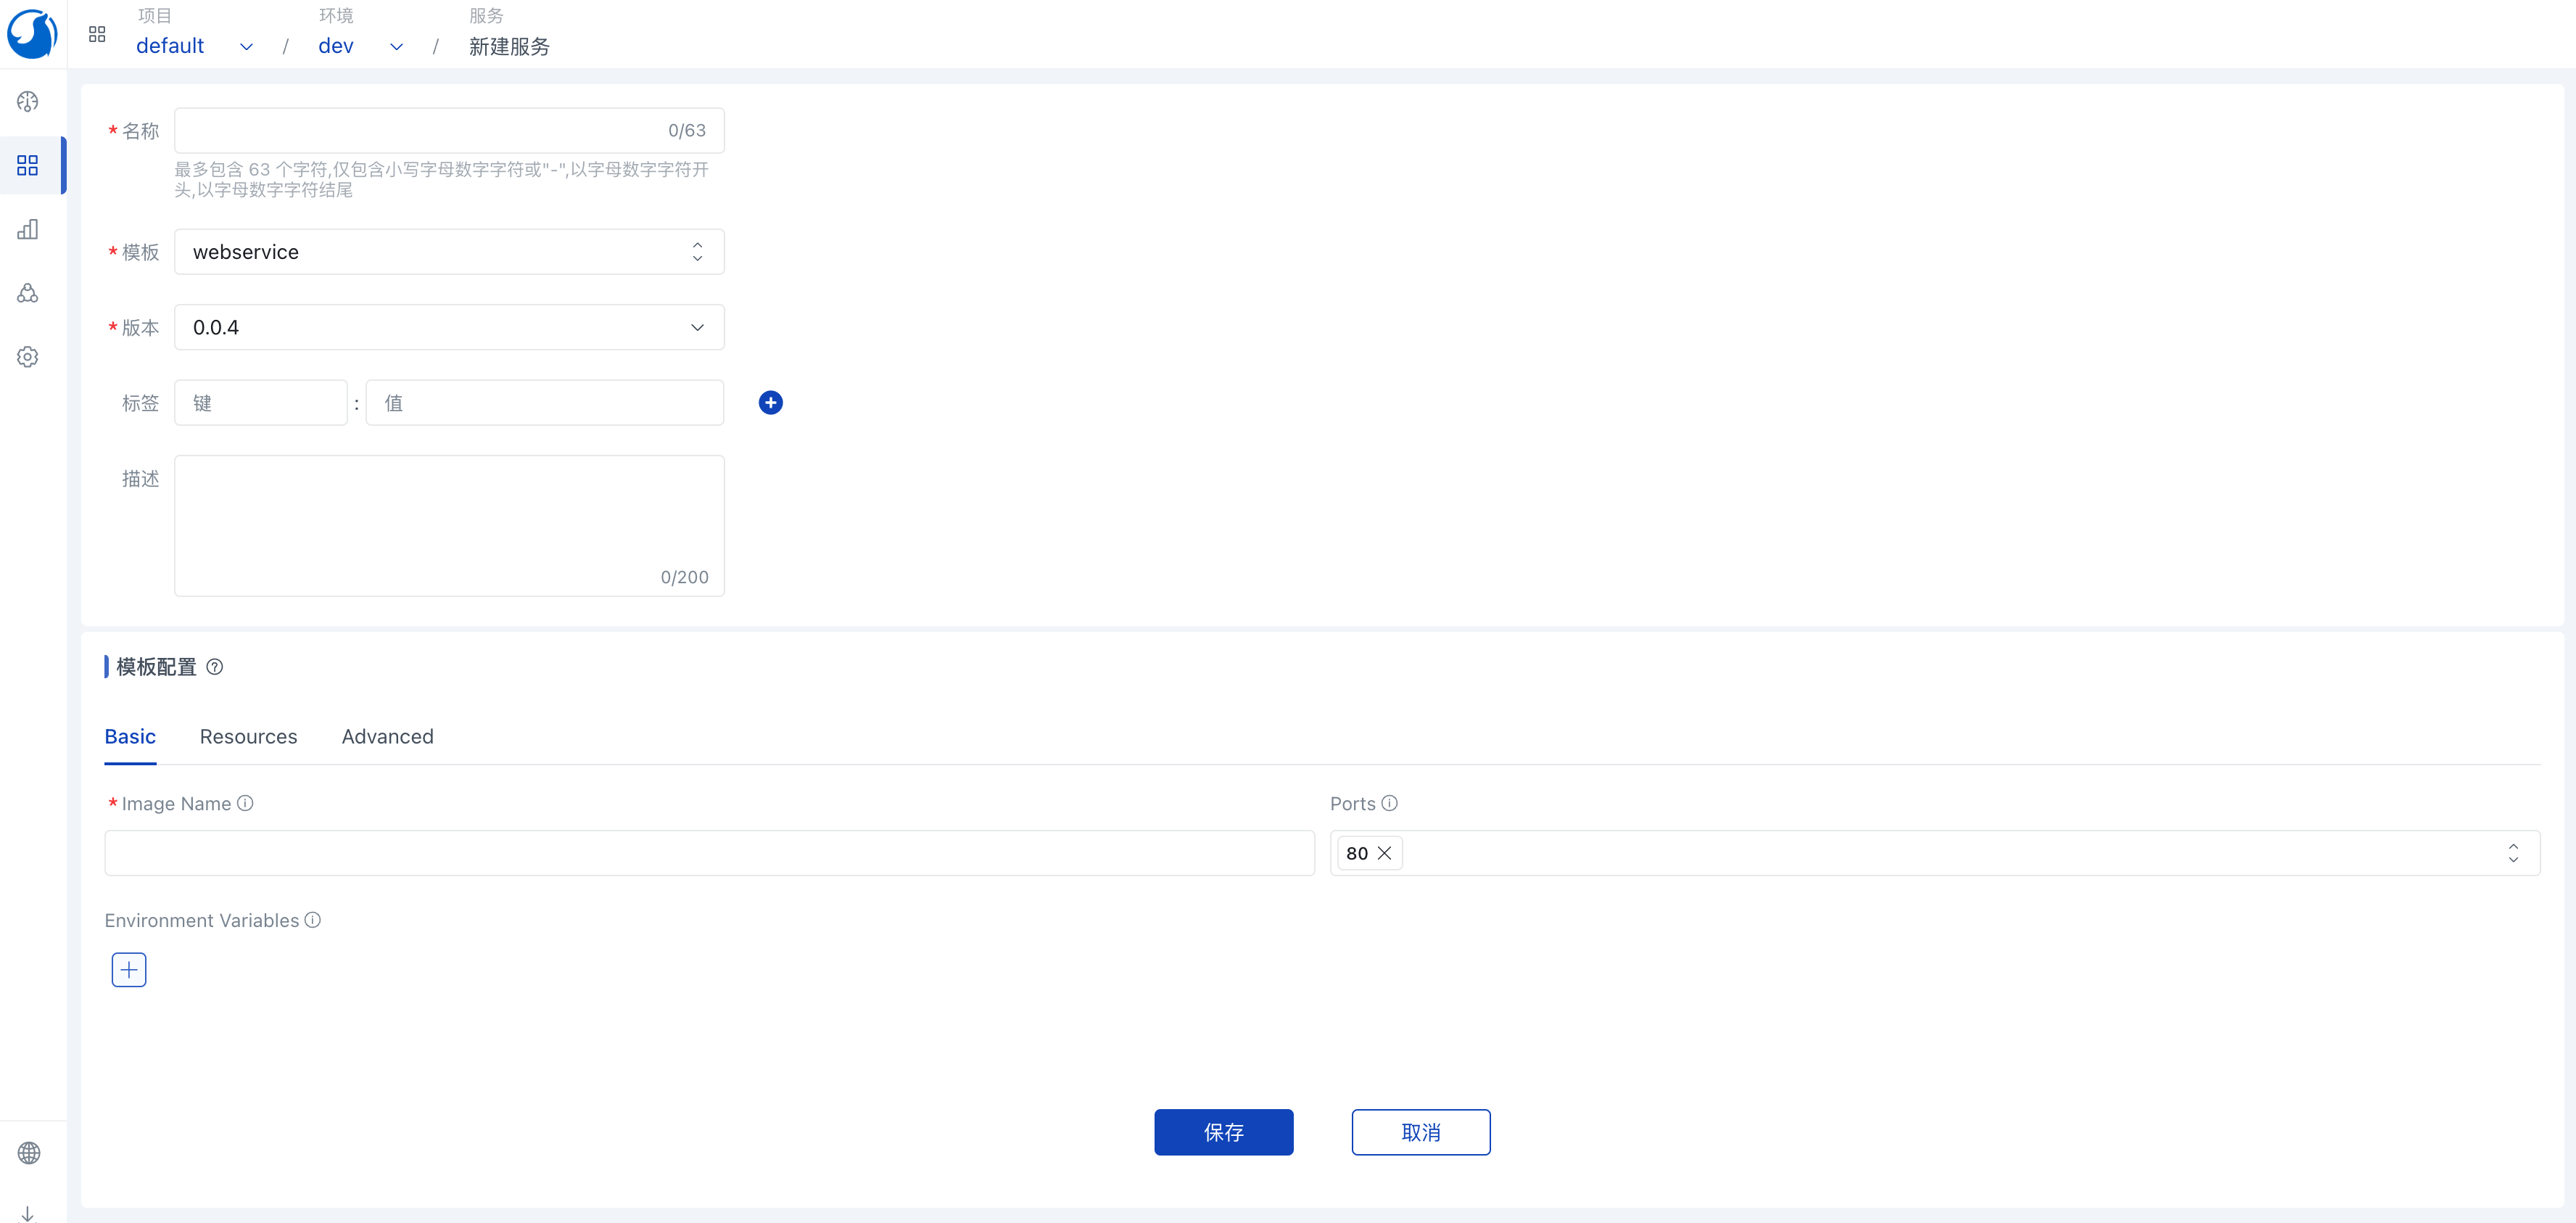 项目 环境 服务
default / dev / 新建服务
* 名称 0/63
最多包含 63 个字符,仅包含小写字母数字字符或"-",以字母数字字符开
头,以字母数字字符结尾
* 模板 webservice
* 版本 0.0.4
标签 键 : 值
描述
0/200
模板配置
Basic Resources Advanced
* Image Name Ports
80
Environment Variables
保存 取消